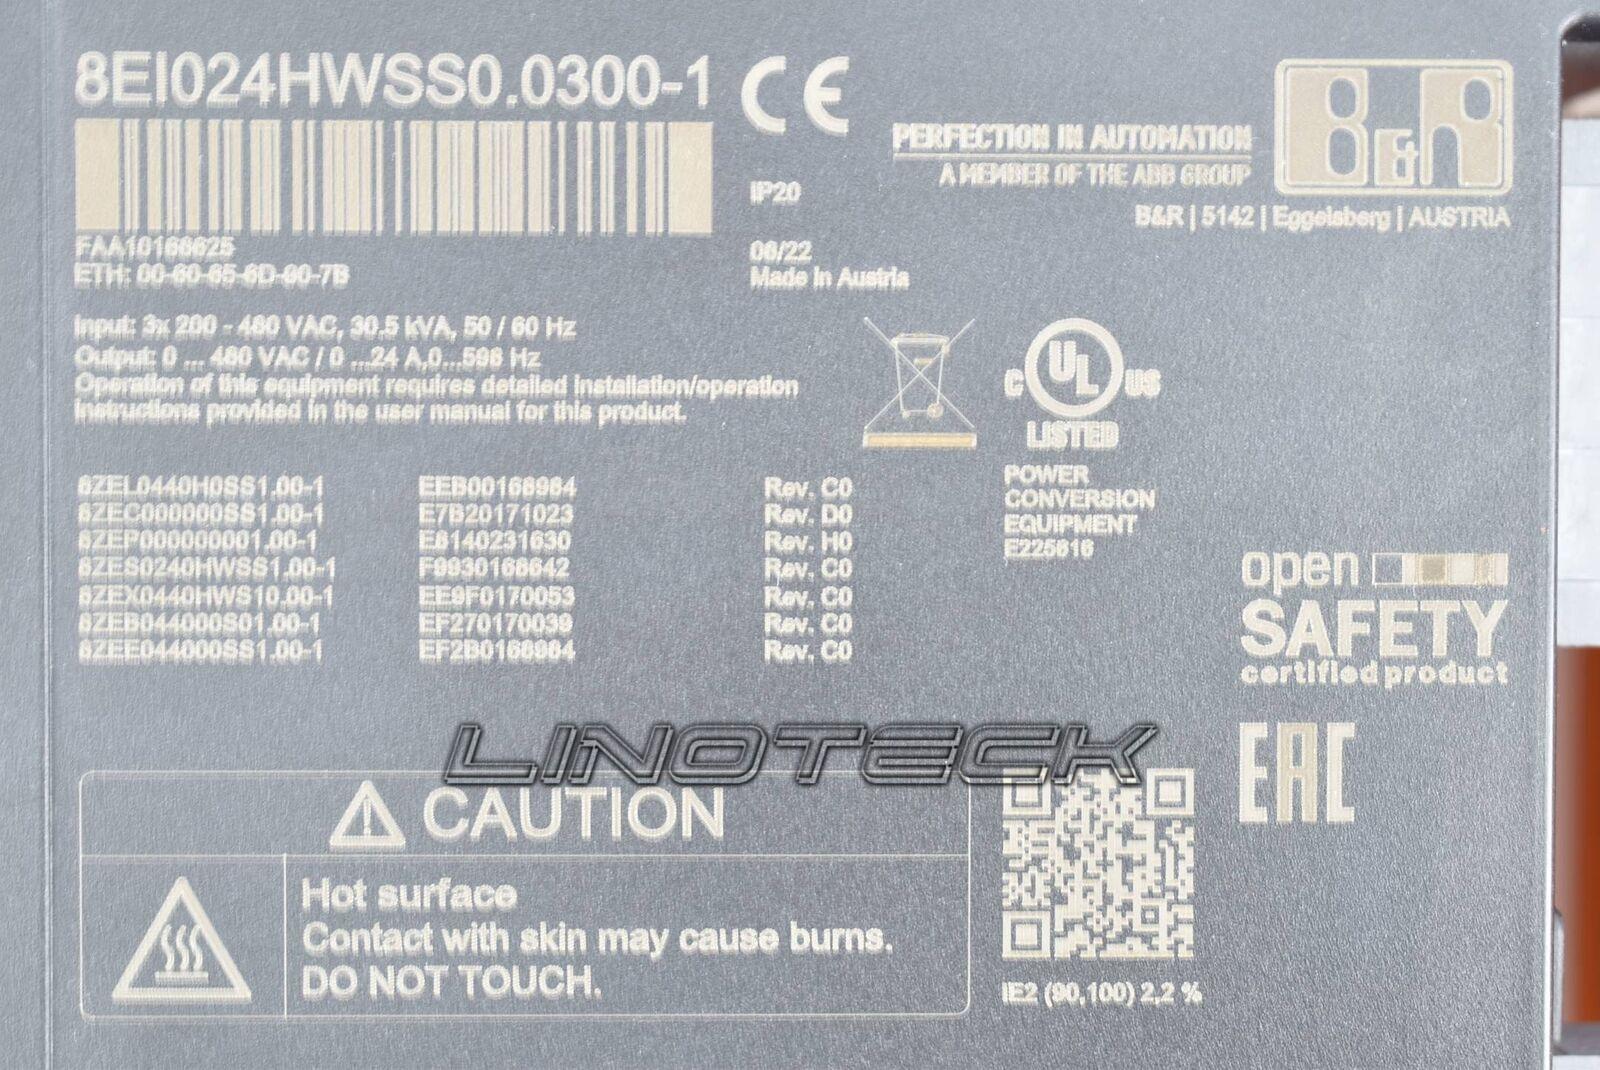 8EI024HWSS0.0300-1
CE
PERFECTION IN AUTOMATION
A MEMBER OF THE ABB GROUP
B&R
IP20
B&R | 5142 | Eggelsberg | AUSTRIA
FAA10168625
06/22
ETH: 00-60-65-6D-90-7B
Made in Austria
Input: 3x 200 - 480 VAC, 30.5 kVA, 50 / 60 Hz
Output: 0 ... 480 VAC / 0 ...24 A,0...598 Hz
Operation of this equipment requires detailed installation/operation
instructions provided in the user manual for this product.
C UL US
LISTED
POWER
CONVERSION
EQUIPMENT
E225616
8ZEL0440H0SS1.00-1 EEB00168984 Rev. C0
8ZEC000000SS1.00-1 E7B20171023 Rev. D0
8ZEP000000001.00-1 E8140231630 Rev. H0
8ZES0240HWSS1.00-1 F9930168642 Rev. C0
8ZEX0440HWS10.00-1 EE9F0170053 Rev. C0
8ZEB044000S01.00-1 EF270170039 Rev. C0
8ZEE044000SS1.00-1 EF2B0168984 Rev. C0
open
SAFETY
certified product
LINOTECK
EAC
CAUTION
Hot surface
Contact with skin may cause burns.
DO NOT TOUCH.
IE2 (90,100) 2,2 %